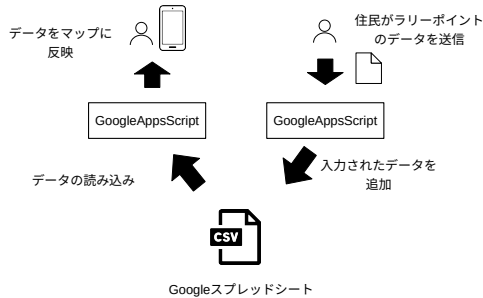 データをマップに
反映
住民がラリーポイント
のデータを送信
GoogleAppsScript
GoogleAppsScript
データの読み込み
入力されたデータを
追加
CSV
Googleスプレッドシート